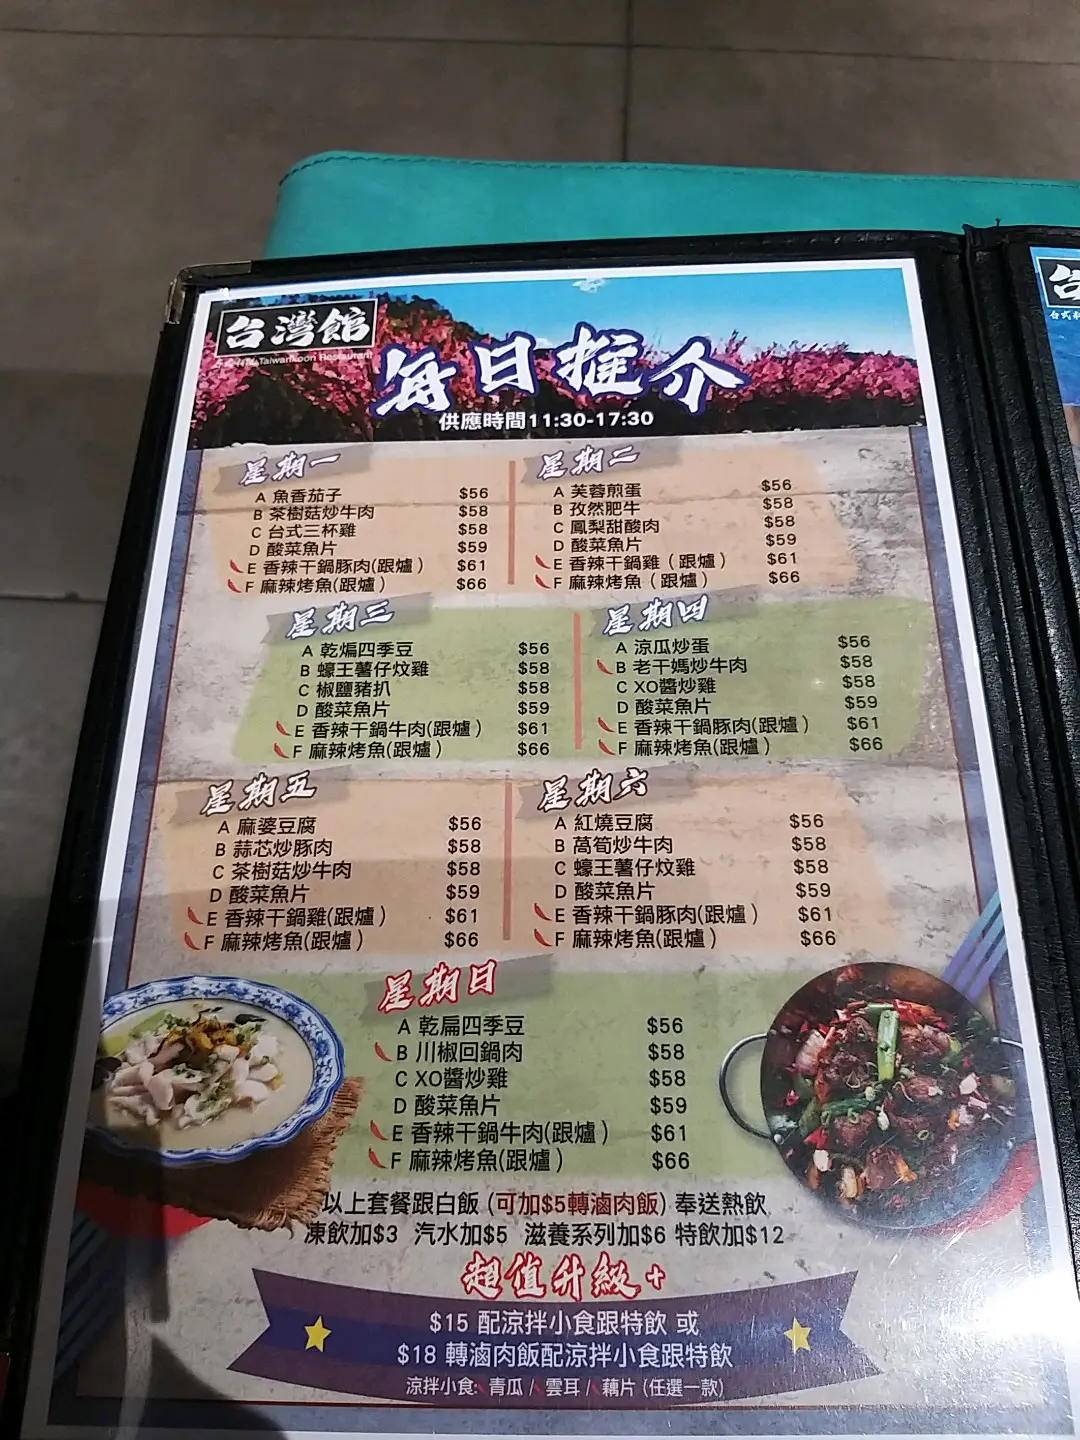 台灣館
Taiwankoon Restaurant
每日推介
供應時間11:30-17:30
星期一
A 魚香茄子 $56
B 茶樹菇炒牛肉 $58
C 台式三杯雞 $58
D 酸菜魚片 $59
E 香辣干鍋豚肉(跟爐) $61
F 麻辣烤魚(跟爐) $66
星期二
A 芙蓉煎蛋 $56
B 孜然肥牛 $58
C 鳳梨甜酸肉 $58
D 酸菜魚片 $59
E 香辣干鍋雞(跟爐) $61
F 麻辣烤魚(跟爐) $66
星期三
A 乾煸四季豆 $56
B 蠔王薯仔炆雞 $58
C 椒鹽豬扒 $58
D 酸菜魚片 $59
E 香辣干鍋牛肉(跟爐) $61
F 麻辣烤魚(跟爐) $66
星期四
A 涼瓜炒蛋 $56
B 老干媽炒牛肉 $58
C XO醬炒雞 $58
D 酸菜魚片 $59
E 香辣干鍋豚肉(跟爐) $61
F 麻辣烤魚(跟爐) $66
星期五
A 麻婆豆腐 $56
B 蒜芯炒豚肉 $58
C 茶樹菇炒牛肉 $58
D 酸菜魚片 $59
E 香辣干鍋雞(跟爐) $61
F 麻辣烤魚(跟爐) $66
星期六
A 紅燒豆腐 $56
B 萵筍炒牛肉 $58
C 蠔王薯仔炆雞 $58
D 酸菜魚片 $59
E 香辣干鍋豚肉(跟爐) $61
F 麻辣烤魚(跟爐) $66
星期日
A 乾扁四季豆 $56
B 川椒回鍋肉 $58
C XO醬炒雞 $58
D 酸菜魚片 $59
E 香辣干鍋牛肉(跟爐) $61
F 麻辣烤魚(跟爐) $66
以上套餐跟白飯 (可加$5轉滷肉飯) 奉送熱飲
凍飲加$3 汽水加$5 滋養系列加$6 特飲加$12
超值升級+
$15 配涼拌小食跟特飲 或
$18 轉滷肉飯配涼拌小食跟特飲
涼拌小食: 青瓜 / 雲耳 / 藕片 (任選一款)